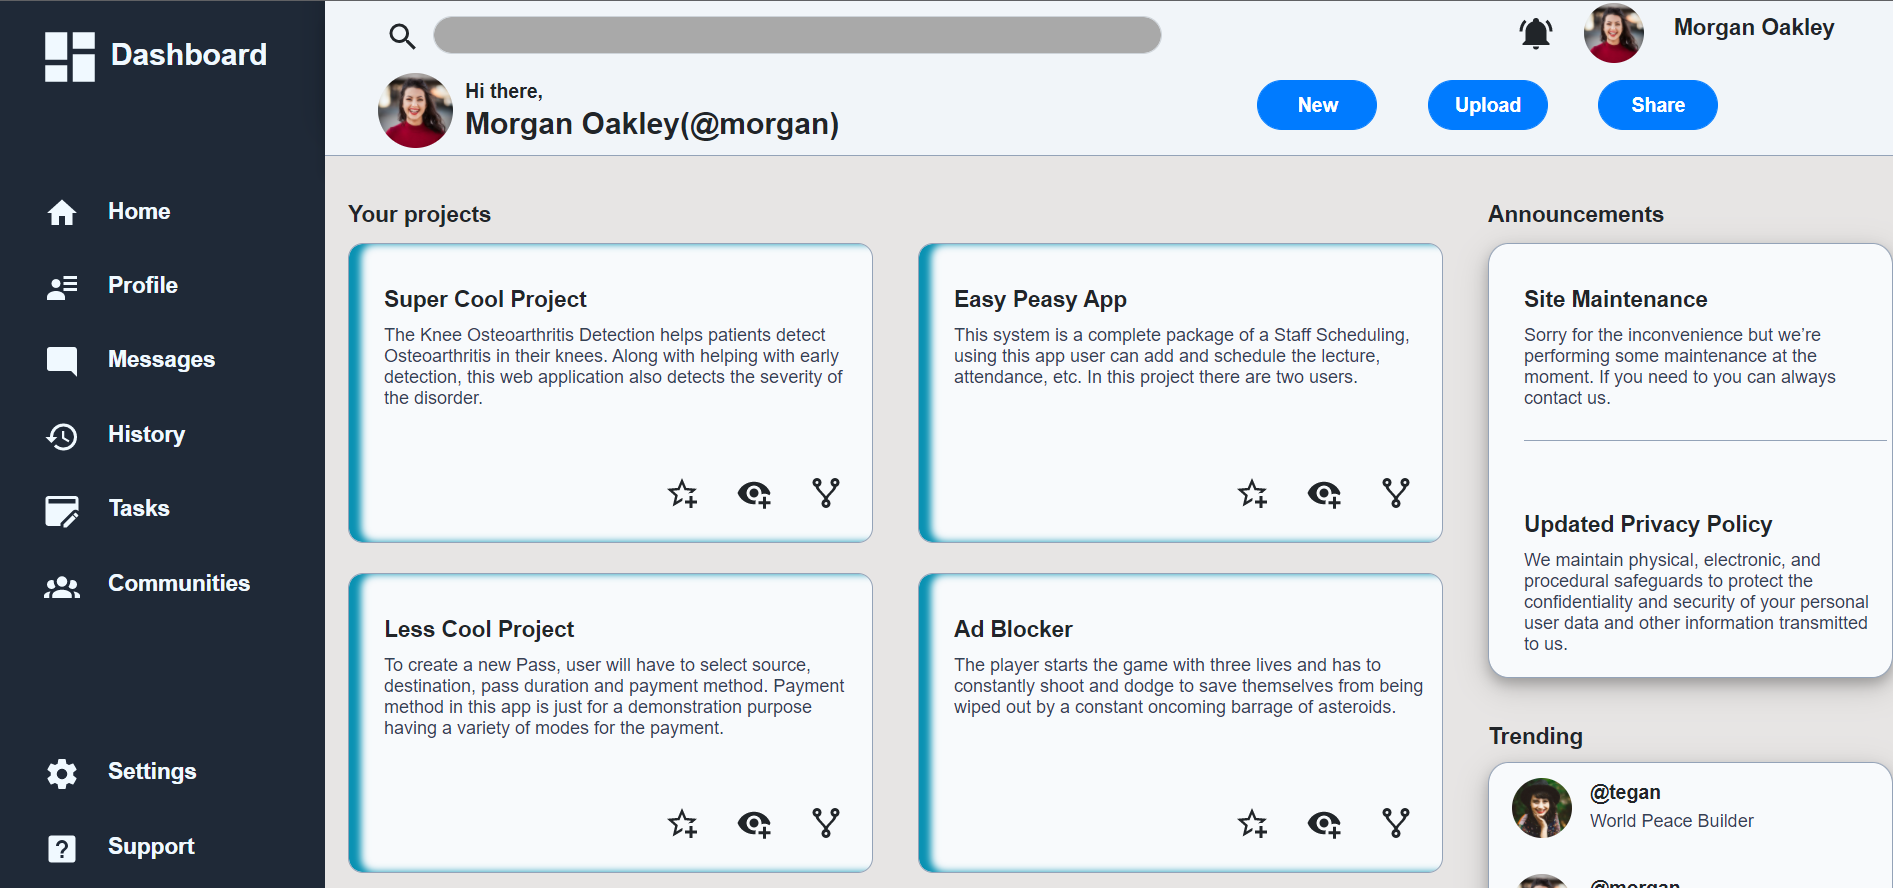 Dashboard
Home
Profile
Messages
History
Tasks
Communities
Settings
Support
Morgan Oakley
Hi there,
Morgan Oakley(@morgan)
New
Upload
Share
Your projects
Super Cool Project
The Knee Osteoarthritis Detection helps patients detect
Osteoarthritis in their knees. Along with helping with early
detection, this web application also detects the severity of
the disorder.
Easy Peasy App
This system is a complete package of a Staff Scheduling,
using this app user can add and schedule the lecture,
attendance, etc. In this project there are two users.
Less Cool Project
To create a new Pass, user will have to select source,
destination, pass duration and payment method. Payment
method in this app is just for a demonstration purpose
having a variety of modes for the payment.
Ad Blocker
The player starts the game with three lives and has to
constantly shoot and dodge to save themselves from being
wiped out by a constant oncoming barrage of asteroids.
Announcements
Site Maintenance
Sorry for the inconvenience but we’re
performing some maintenance at the
moment. If you need to you can always
contact us.
Updated Privacy Policy
We maintain physical, electronic, and
procedural safeguards to protect the
confidentiality and security of your personal
user data and other information transmitted
to us.
Trending
@tegan
World Peace Builder
@morgan